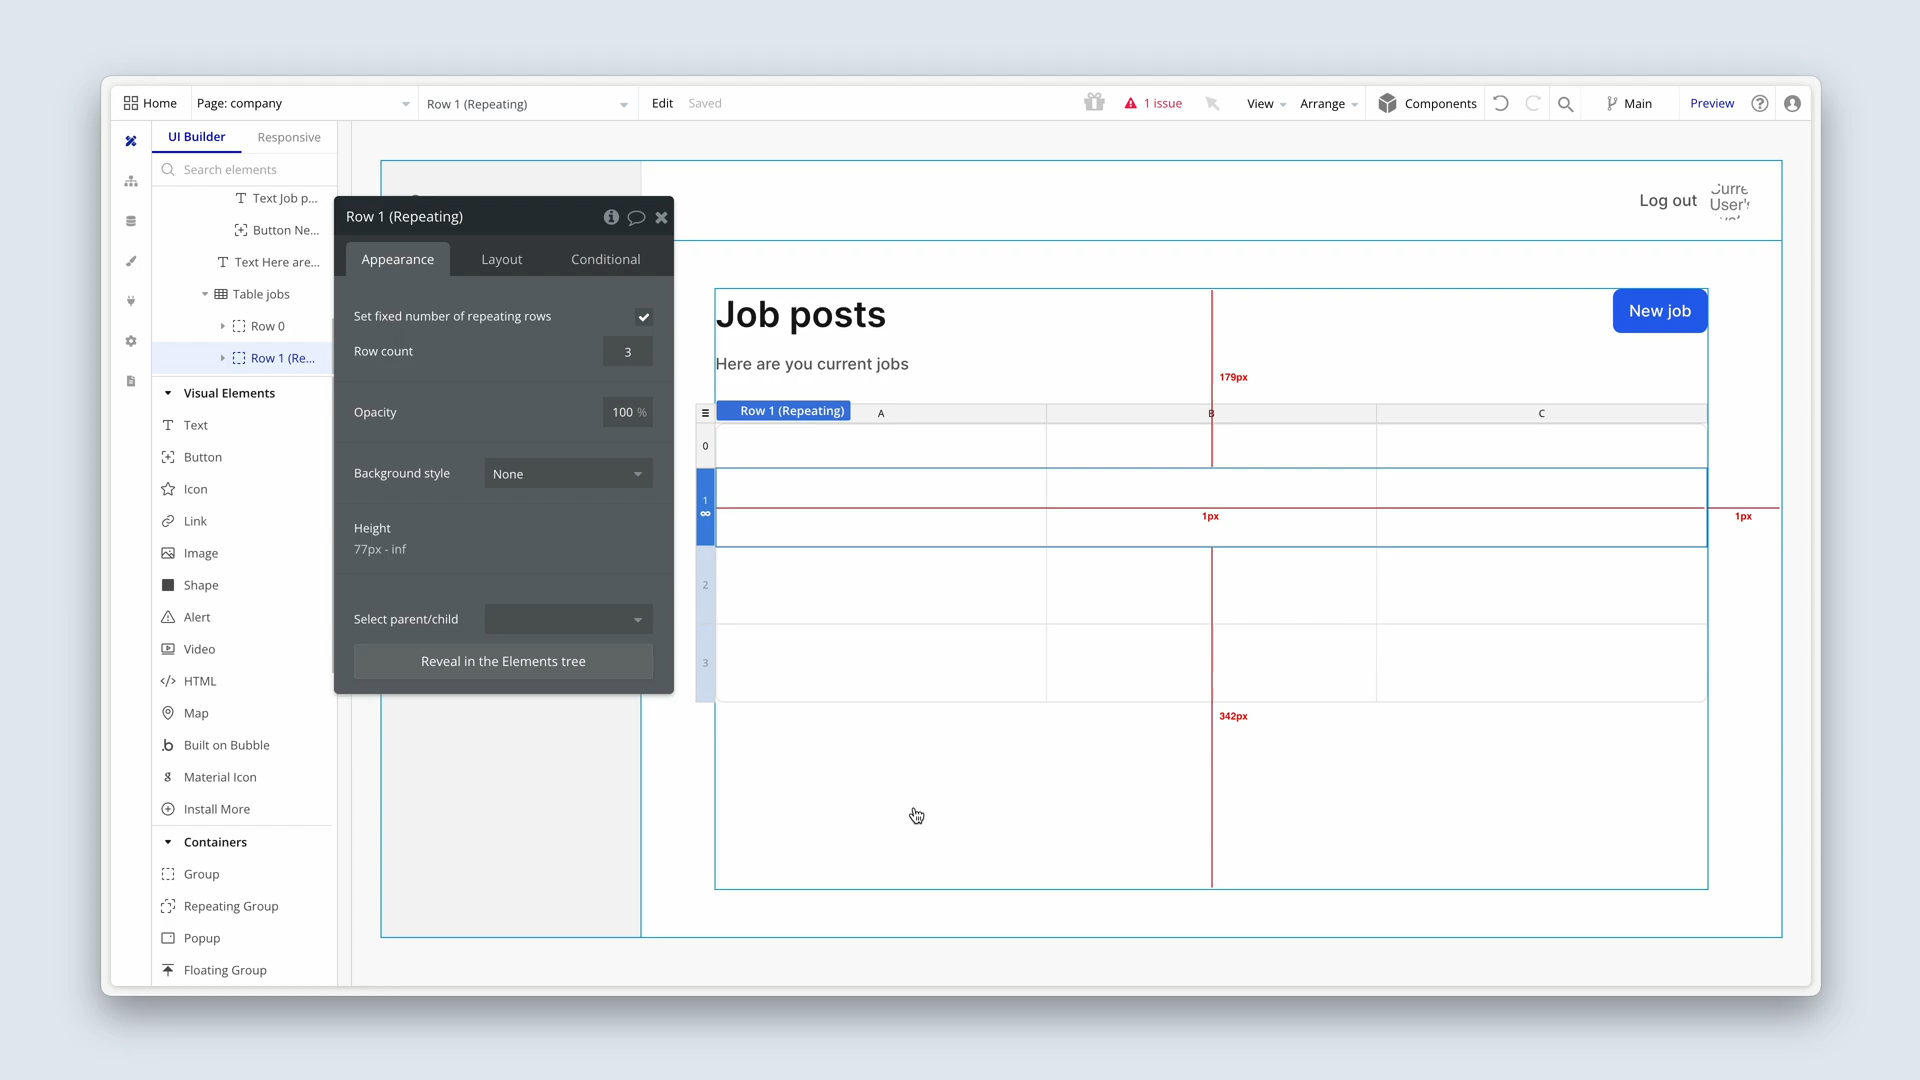 Home
Page: company
Row 1 (Repeating)
Edit
Saved
1 issue
View
Arrange
Components
Main
Preview
UI Builder
Responsive
Search elements
Text Job p...
Button Ne...
Text Here are...
Table jobs
Row 0
Row 1 (Re...
Visual Elements
Text
Button
Icon
Link
Image
Shape
Alert
Video
HTML
Map
Built on Bubble
Material Icon
Install More
Containers
Group
Repeating Group
Popup
Floating Group
Row 1 (Repeating)
Appearance
Layout
Conditional
Set fixed number of repeating rows
Row count
3
Opacity
100 %
Background style
None
Height
77px - inf
Select parent/child
Reveal in the Elements tree
Log out
Curre
User's
Job posts
New job
Here are you current jobs
179px
Row 1 (Repeating)
A
B
C
0
1
1px
1px
2
3
342px